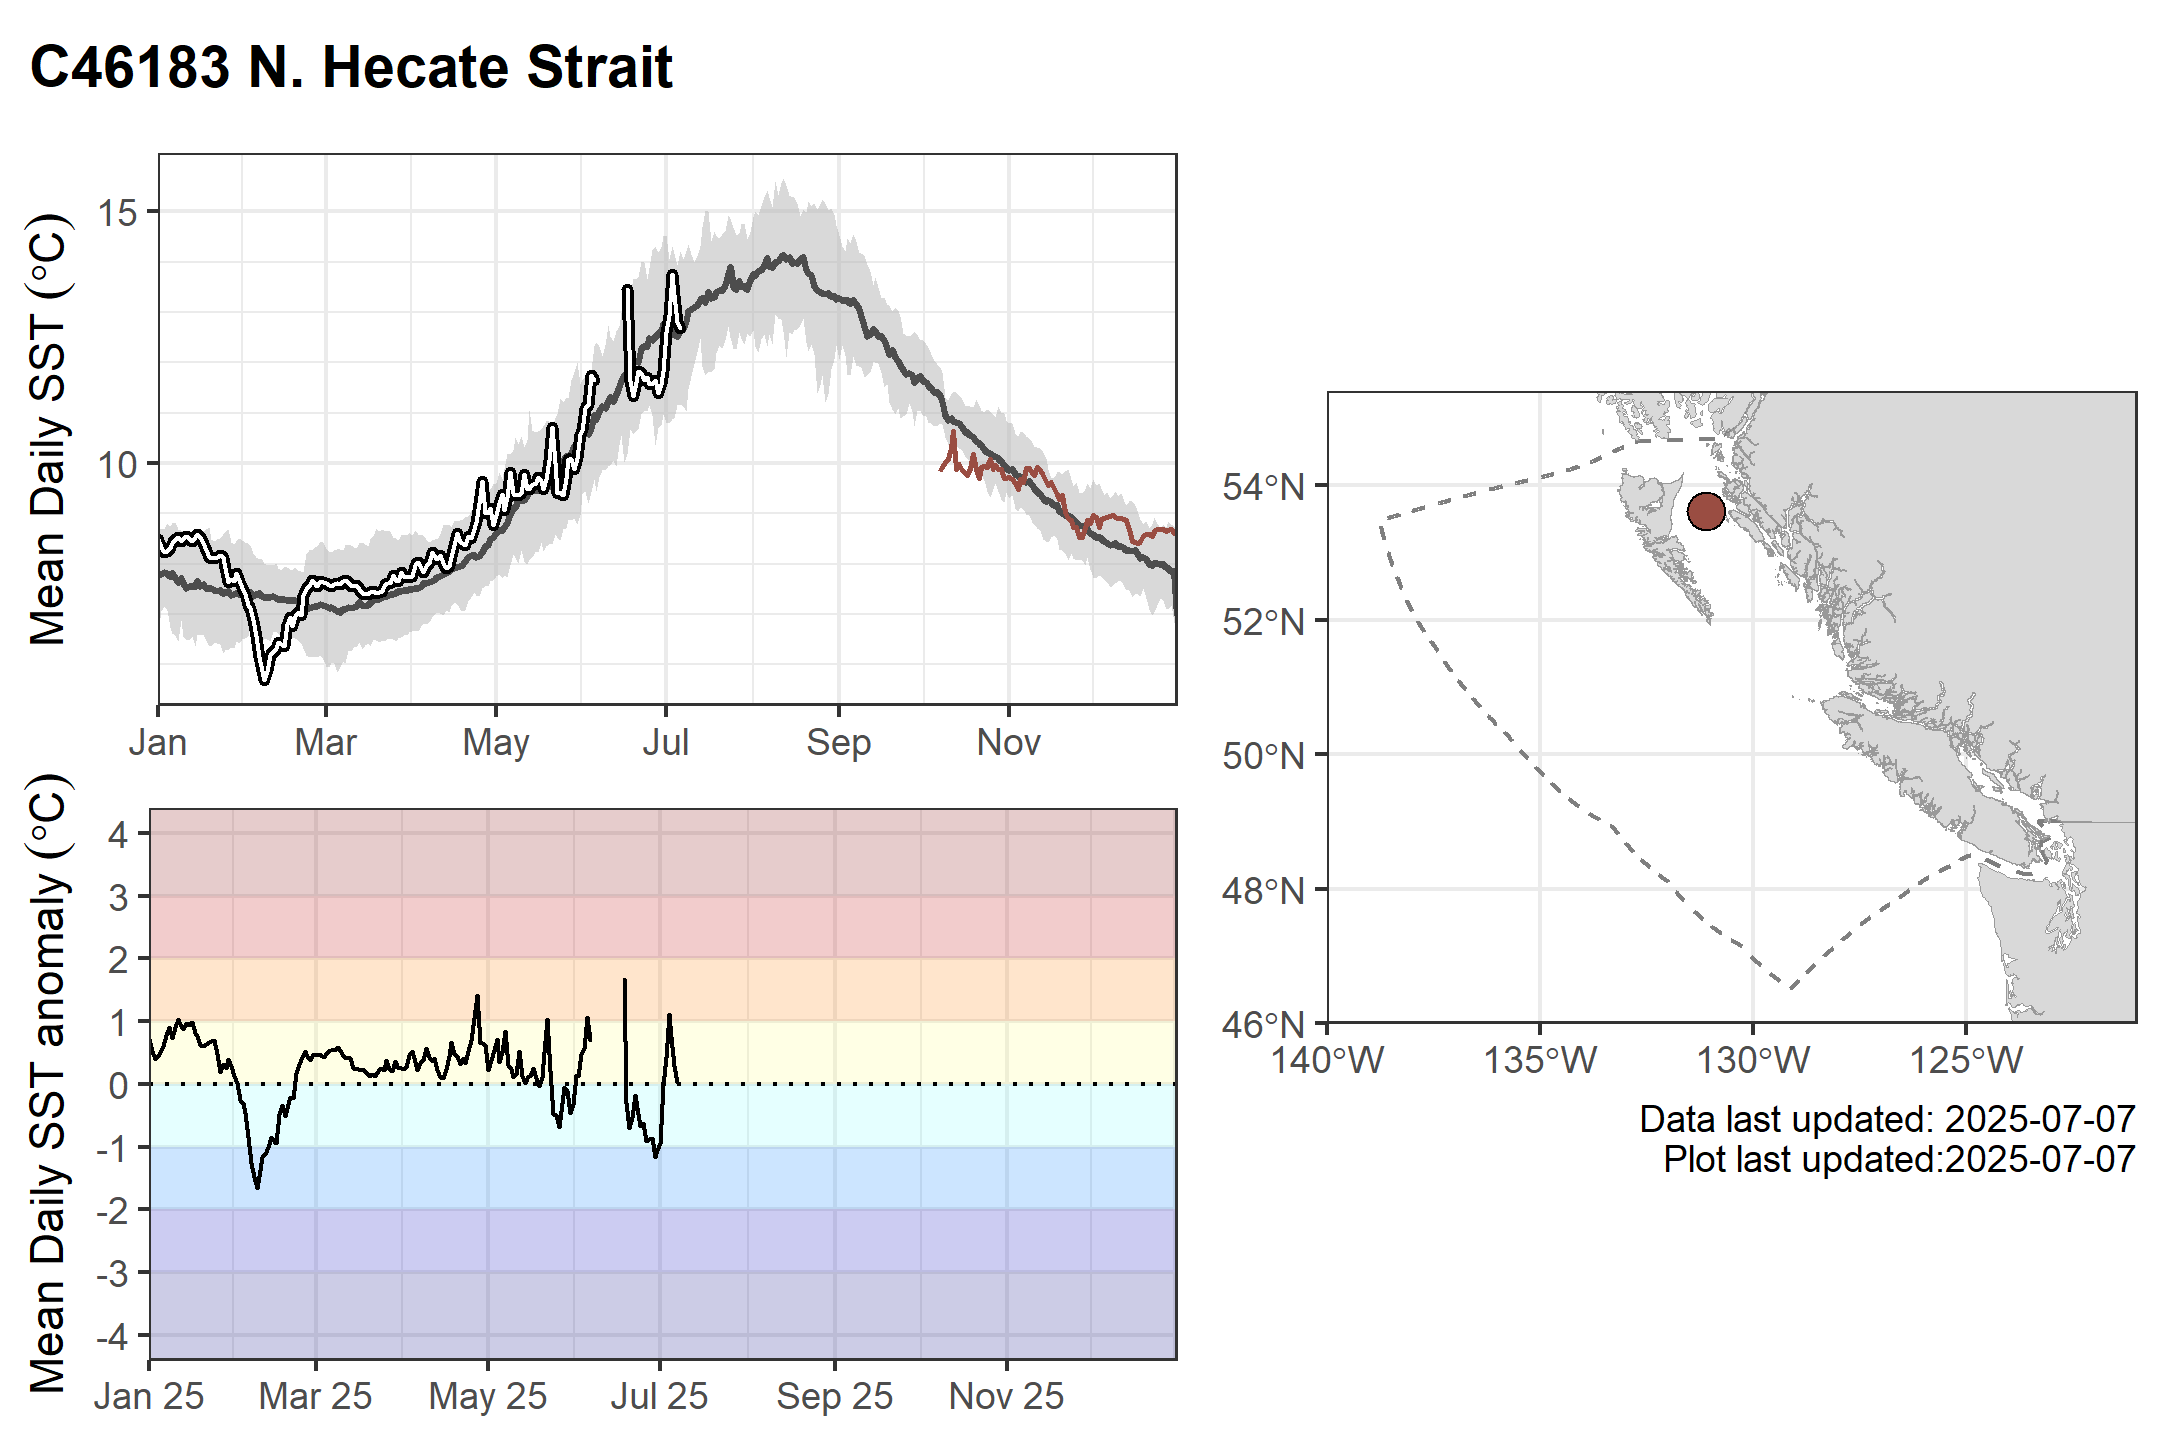 C46183 N. Hecate Strait
Mean Daily SST (°C)
15
10
Jan Mar May Jul Sep Nov
Mean Daily SST anomaly (°C)
4
3
2
1
0
-1
-2
-3
-4
Jan 25 Mar 25 May 25 Jul 25 Sep 25 Nov 25
54°N
52°N
50°N
48°N
46°N
140°W 135°W 130°W 125°W
Data last updated: 2025-07-07
Plot last updated:2025-07-07